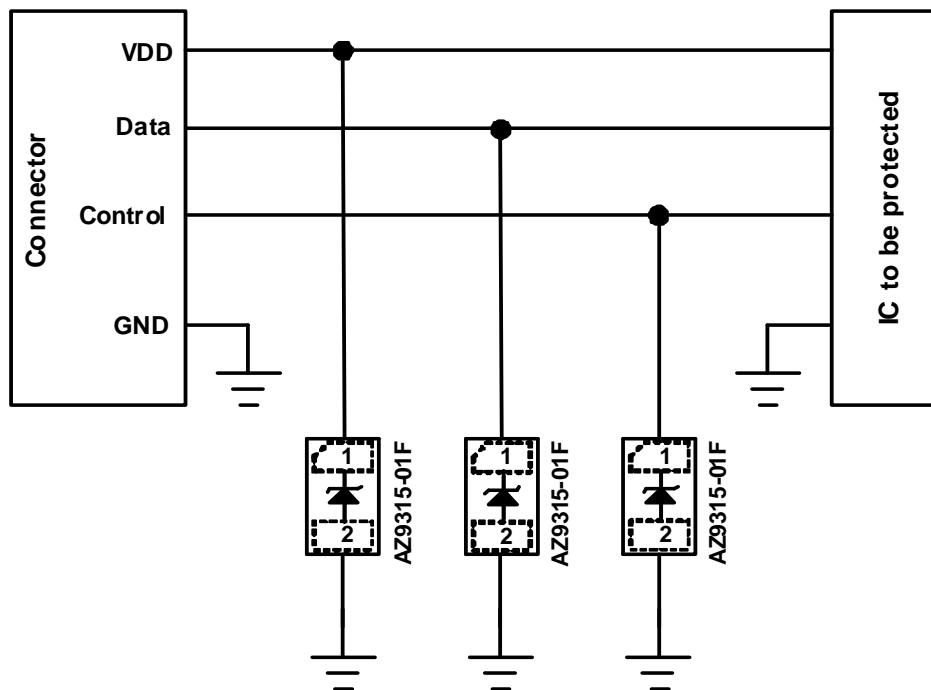 Connector
VDD
Data
Control
GND
IC to be protected
1
2
AZ9315-01F
1
2
AZ9315-01F
1
2
AZ9315-01F